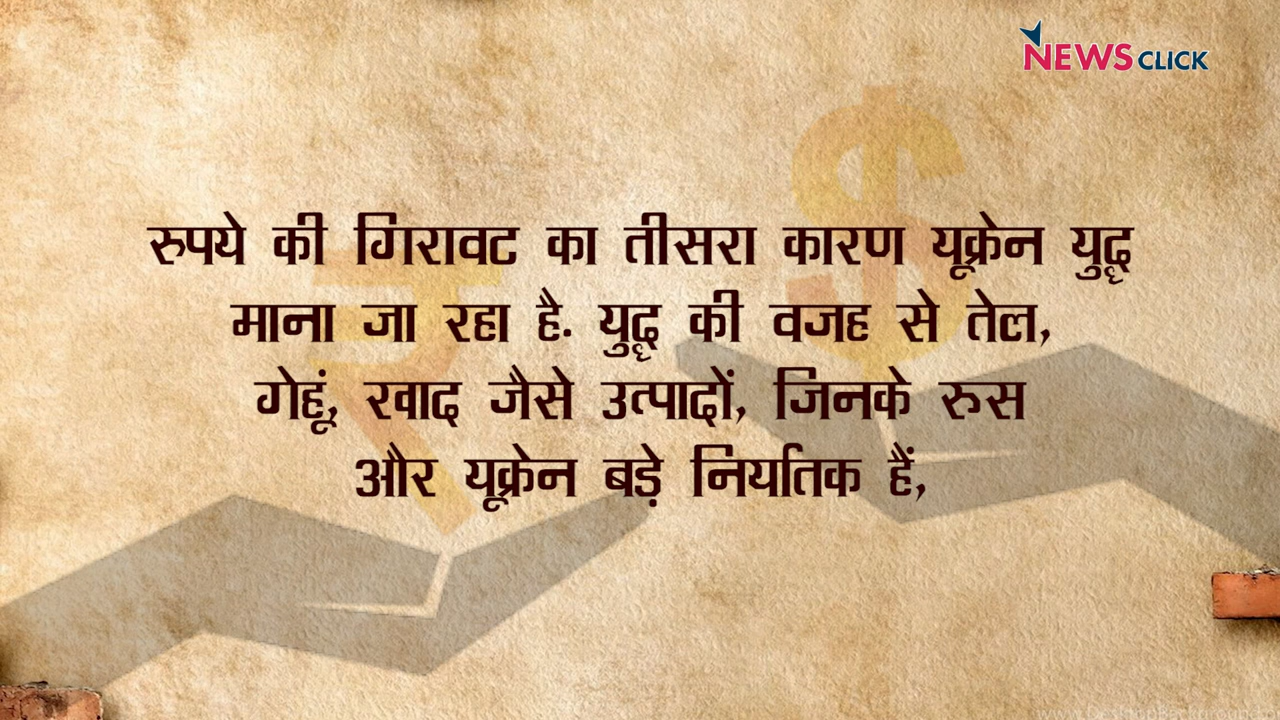 NEWS CLICK
रुपये की गिरावट का तीसरा कारण यूक्रेन युद्ध
माना जा रहा है. युद्ध की वजह से तेल,
गेहूं, खाद जैसे उत्पादों, जिनके रुस
और यूक्रेन बड़े निर्यातक हैं,